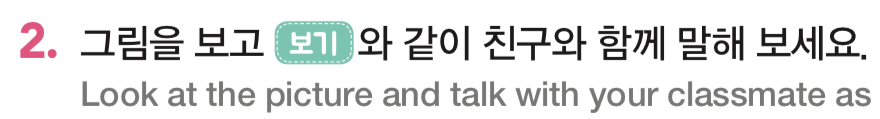 2. 그림을 보고 보기와 같이 친구와 함께 말해 보세요.
Look at the picture and talk with your classmate as